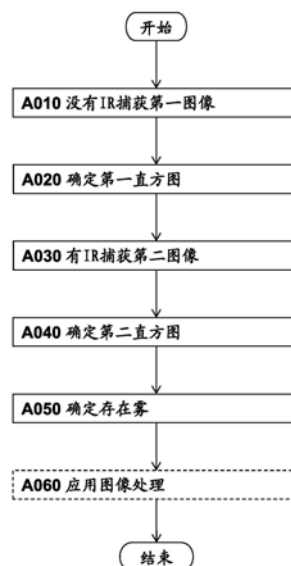 开始
A010 没有IR捕获第一图像
A020 确定第一直方图
A030 有IR捕获第二图像
A040 确定第二直方图
A050 确定存在雾
A060 应用图像处理
结束